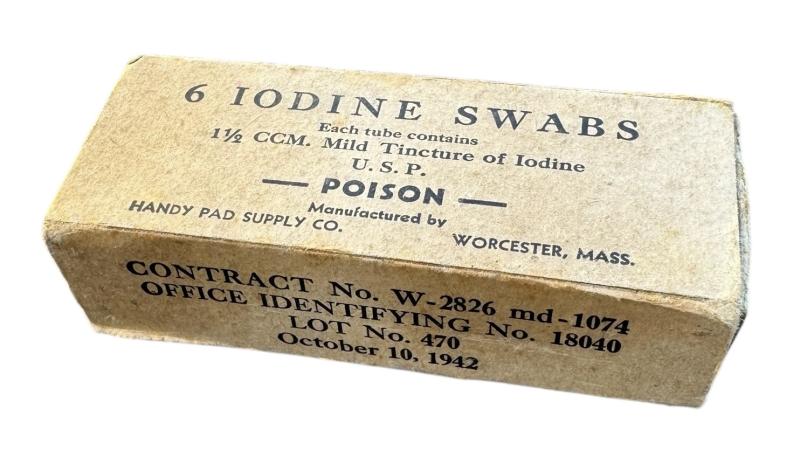 6 IODINE SWABS
Each tube contains
1½ CCM. Mild Tincture of Iodine
U. S. P.
— POISON —
Manufactured by
HANDY PAD SUPPLY CO. WORCESTER, MASS.
CONTRACT No. W-2826 md-1074
OFFICE IDENTIFYING No. 18040
LOT No. 470
October 10, 1942